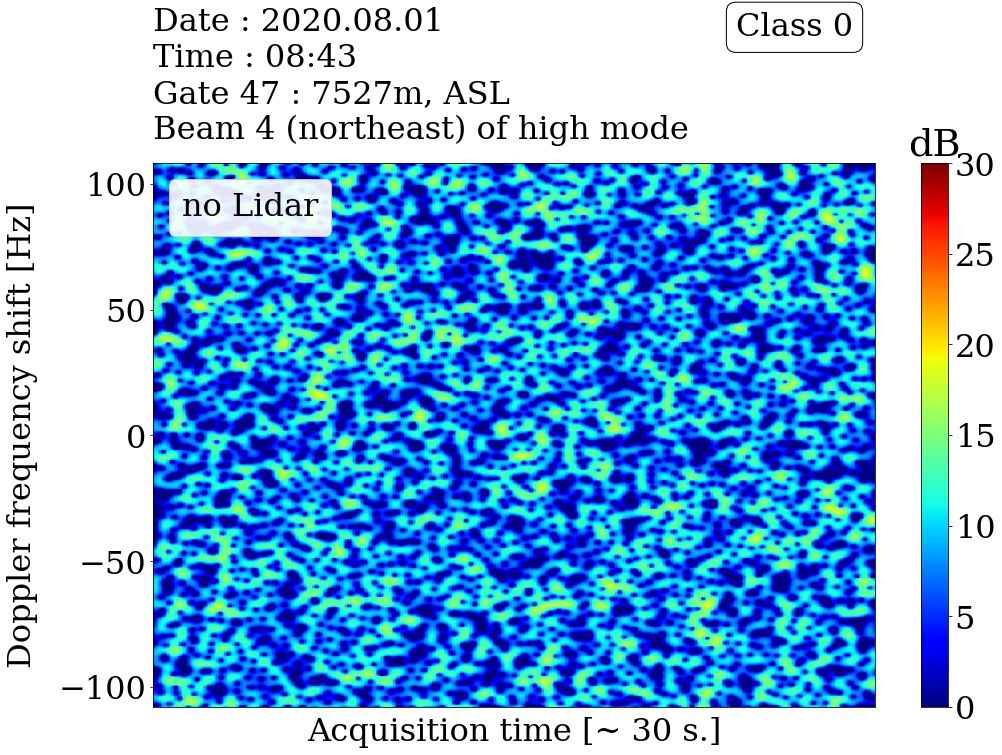 Date : 2020.08.01
Time : 08:43
Gate 47 : 7527m, ASL
Beam 4 (northeast) of high mode
Class 0
dB
no Lidar
Doppler frequency shift [Hz]
100
50
0
−50
−100
Acquisition time [~ 30 s.]
30
25
20
15
10
5
0